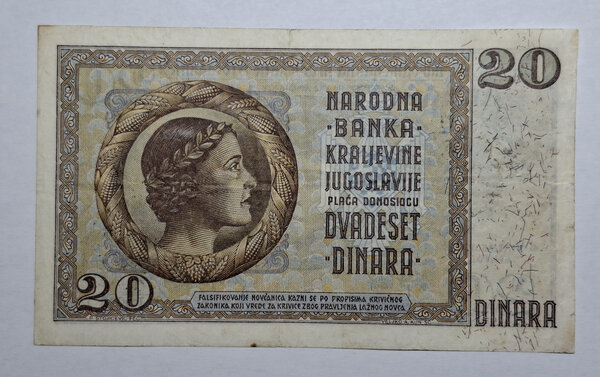 20
NARODNA
·BANKA·
KRALJEVINE
JUGOSLAVIJE
PLAĆA DONOSIOCU
DVADESET
·DINARA·
20
FALSIFIKOVANJE NOVČANICA KAZNI SE PO PROPISIMA KRIVIČNOG
ZAKONIKA KOJI VREDE ZA KRIVICE ZBOG PRAVLJENJA LAŽNOG NOVCA
DINARA